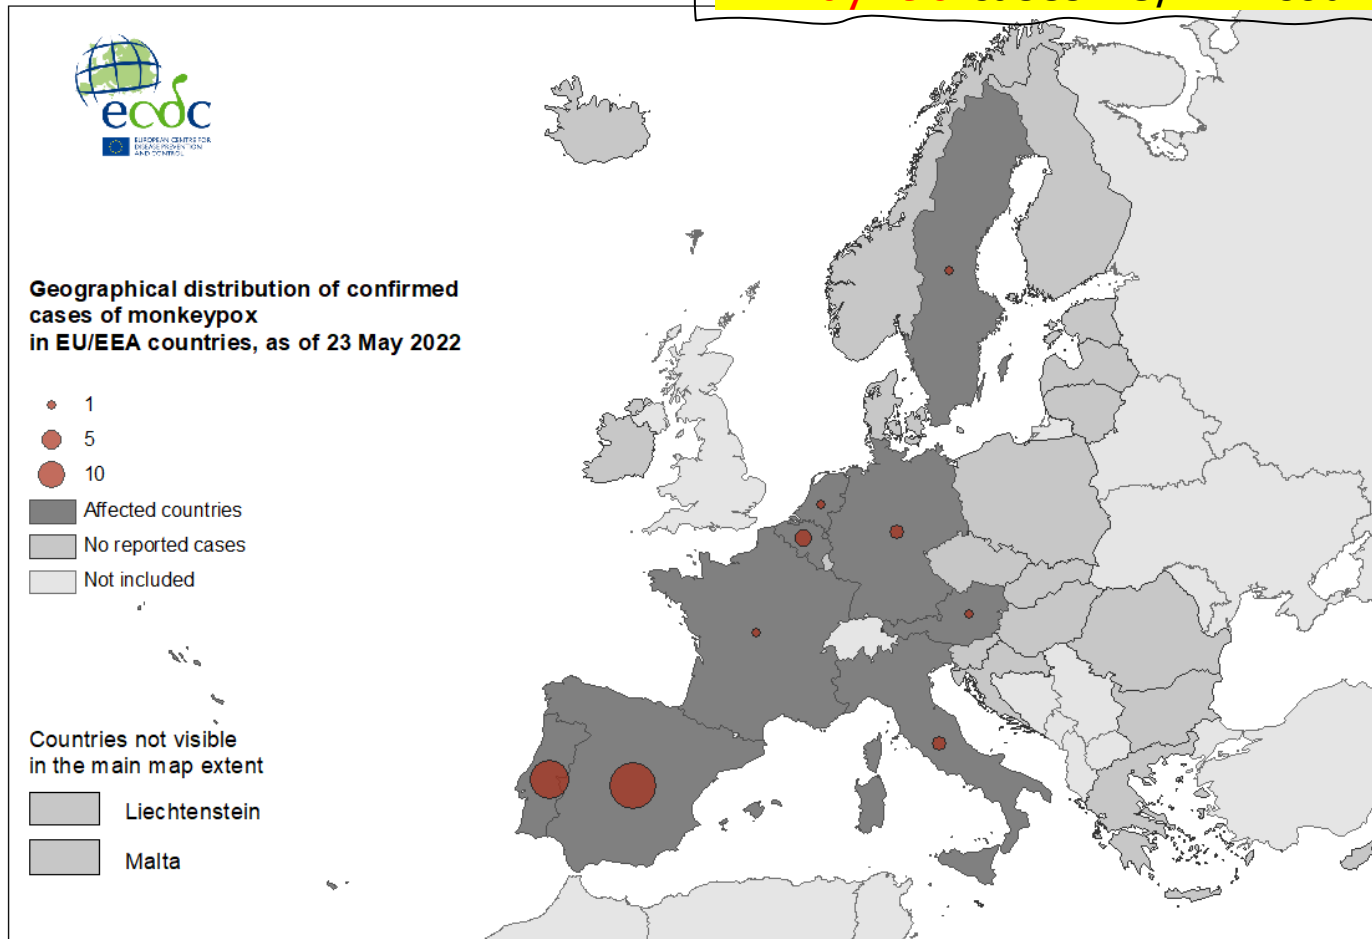 ecdc
EUROPEAN CENTRE FOR
DISEASE PREVENTION
AND CONTROL
Geographical distribution of confirmed
cases of monkeypox
in EU/EEA countries, as of 23 May 2022
1
5
10
Affected countries
No reported cases
Not included
Countries not visible
in the main map extent
Liechtenstein
Malta